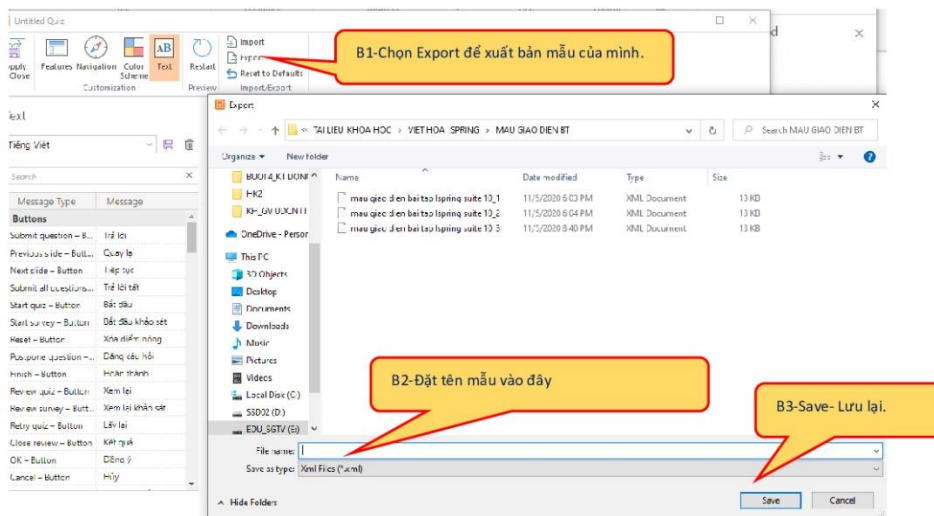 Untitled Quiz
Apply
Close
Features
Navigation
Color
Scheme
Text
Restart
Import
Export
Reset to Defaults
Customization
Preview
Import/Export
B1-Chọn Export để xuất bản mẫu của mình.
Text
Tiếng Việt
Search
Message Type Message
Buttons
Submit question – B... Trả lời
Previous slide – Butt... Quay lại
Next slide – Button Tiếp tục
Submit all questions... Trả lời tất
Start quiz – Button Bắt đầu
Start survey – Button Bắt đầu khảo sát
Reset – Button Xóa điểm nóng
Postpone question –...
Finish – Button Hoàn thành
Review quiz – Button Xem lại
Review survey – Butt... Xem lại khảo sát
Retry quiz – Button Lấy lại
Close review – Button Kết quả
OK – Button Đồng ý
Cancel – Button Hủy
Export
« TAI LIEU KHOA HOC › VIET HOA SPRING › MAU GIAO DIEN BT
Search MAU GIAO DIEN BT
Organize New folder
HK2
OneDrive - Person
This PC
3D Objects
Desktop
Documents
Downloads
Music
Pictures
Videos
Local Disk (C:)
SSD02 (D:)
EDU_SGTV (E:)
Name Date modified Type Size
mau giao dien bai tap Ispring suite 10_1 11/5/2020 6:03 PM XML Document 13 KB
mau giao dien bai tap Ispring suite 10_2 11/5/2020 6:04 PM XML Document 13 KB
mau giao dien bai tap Ispring suite 10_3 11/5/2020 8:40 PM XML Document 13 KB
B2-Đặt tên mẫu vào đây
B3-Save- Lưu lại.
File name:
Save as type: Xml Files (*.xml)
Hide Folders
Save
Cancel